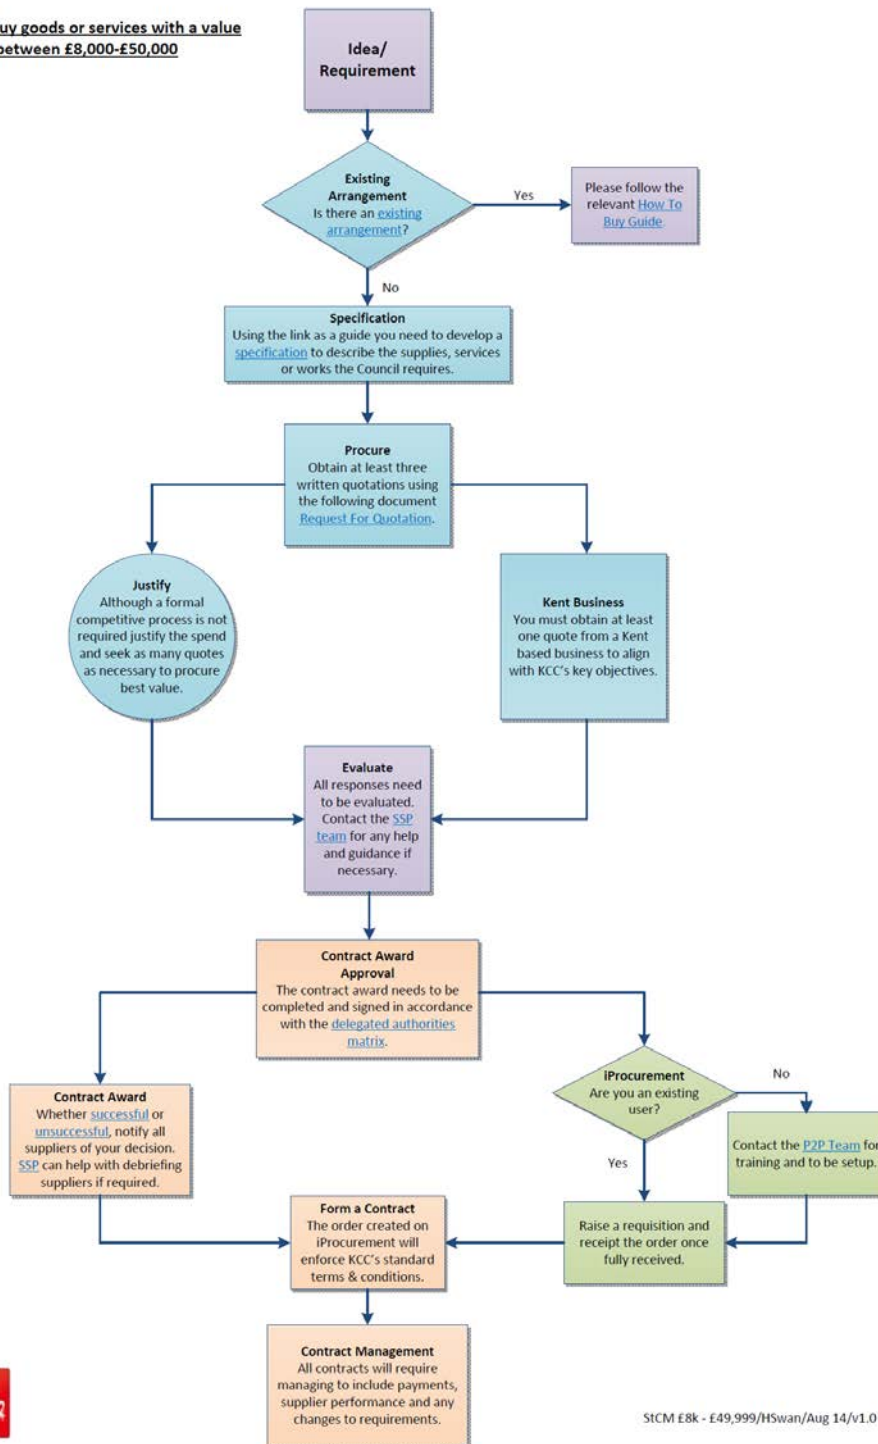 uy goods or services with a value
between £8,000-£50,000
Idea/
Requirement
Existing
Arrangement
Is there an existing
arrangement?
Yes
Please follow the
relevant How To
Buy Guide.
No
Specification
Using the link as a guide you need to develop a
specification to describe the supplies, services
or works the Council requires.
Procure
Obtain at least three
written quotations using
the following document
Request For Quotation.
Justify
Although a formal
competitive process is not
required justify the spend
and seek as many quotes
as necessary to procure
best value.
Kent Business
You must obtain at least
one quote from a Kent
based business to align
with KCC's key objectives.
Evaluate
All responses need
to be evaluated.
Contact the SSP
team for any help
and guidance if
necessary.
Contract Award
Approval
The contract award needs to be
completed and signed in accordance
with the delegated authorities
matrix.
iProcurement
Are you an existing
user?
No
Contract Award
Whether successful or
unsuccessful, notify all
suppliers of your decision.
SSP can help with debriefing
suppliers if required.
Contact the P2P Team for
training and to be setup.
Yes
Form a Contract
The order created on
iProcurement will
enforce KCC's standard
terms & conditions.
Raise a requisition and
receipt the order once
fully received.
Contract Management
All contracts will require
managing to include payments,
supplier performance and any
changes to requirements.
StCM £8k - £49,999/HSwan/Aug 14/v1.0